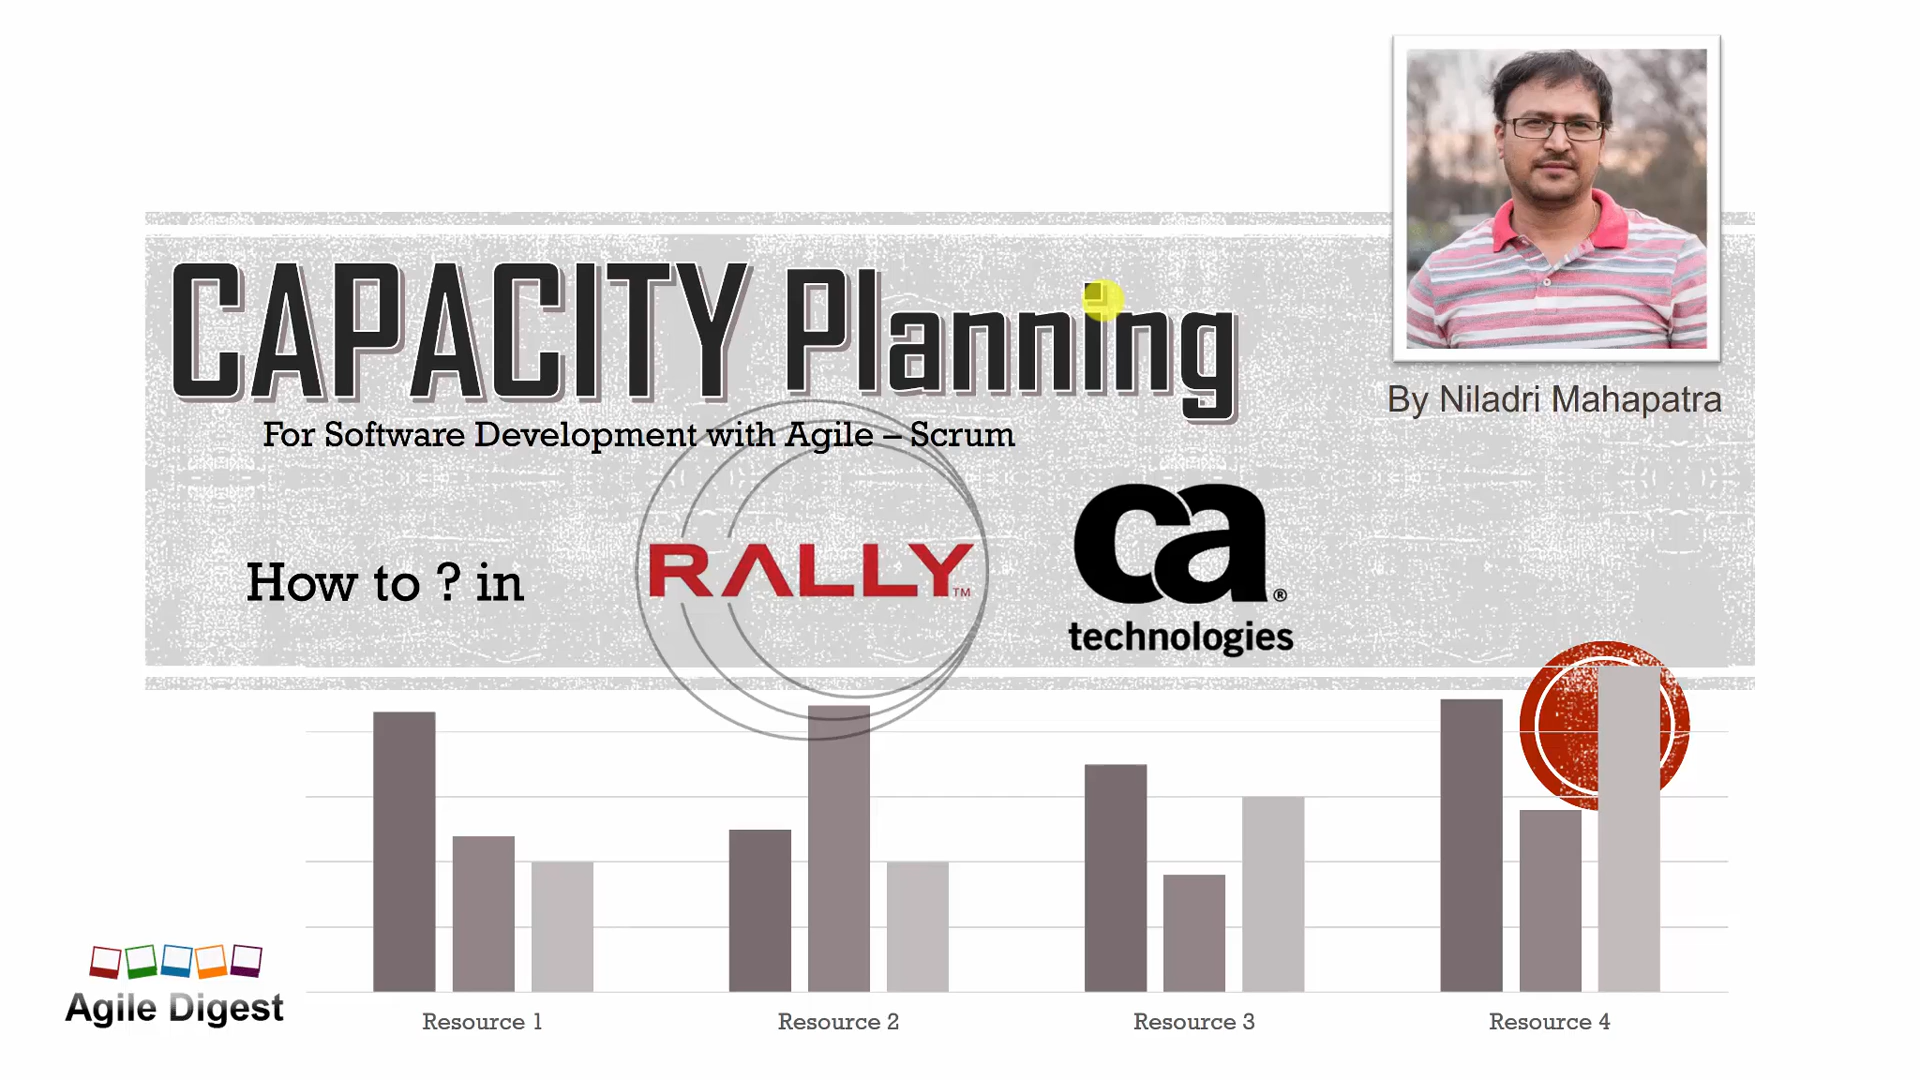 CAPACITY Planning
By Niladri Mahapatra
For Software Development with Agile – Scrum
How to ? in
RALLY™
ca®
technologies
Agile Digest
Resource 1
Resource 2
Resource 3
Resource 4